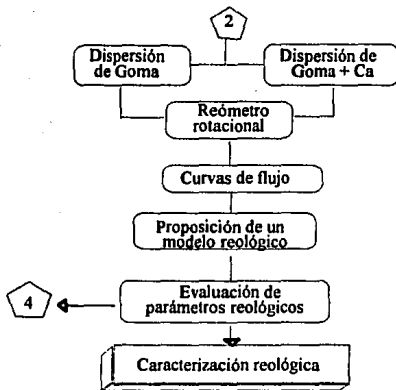 2
Dispersión
de Goma
Dispersión de
Goma + Ca
Reómetro
rotacional
Curvas de flujo
Proposición de un
modelo reológico
Evaluación de
parámetros reológicos
4
Caracterización reológica